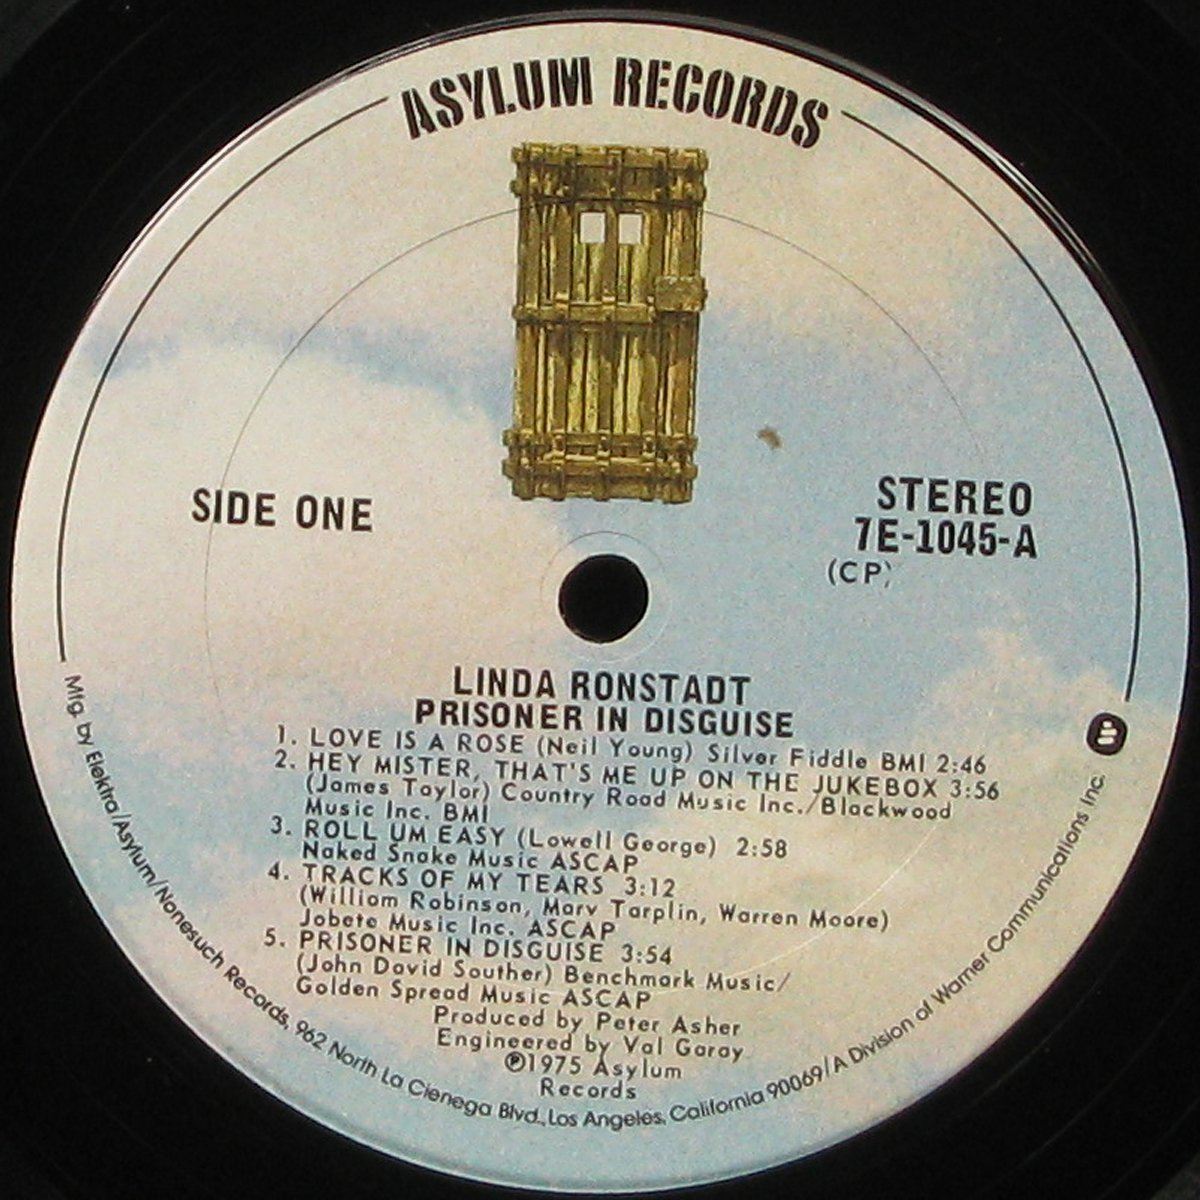 ASYLUM RECORDS
SIDE ONE
STEREO
7E-1045-A
(CP)
LINDA RONSTADT
PRISONER IN DISGUISE
1. LOVE IS A ROSE (Neil Young) Silver Fiddle BMI 2:46
2. HEY MISTER, THAT'S ME UP ON THE JUKEBOX 3:56
(James Taylor) Country Road Music Inc./Blackwood
Music Inc. BMI
3. ROLL UM EASY (Lowell George) 2:58
Naked Snake Music ASCAP
4. TRACKS OF MY TEARS 3:12
(William Robinson, Marv Tarplin, Warren Moore)
Jobete Music Inc. ASCAP
5. PRISONER IN DISGUISE 3:54
(John David Souther) Benchmark Music/
Golden Spread Music ASCAP
Produced by Peter Asher
Engineered by Val Garay
℗1975 Asylum
Records
Mfg. by Elektra/Asylum/Nonesuch Records, 962 North La Cienega Blvd., Los Angeles, California 90069/A Division of Warner Communications Inc.